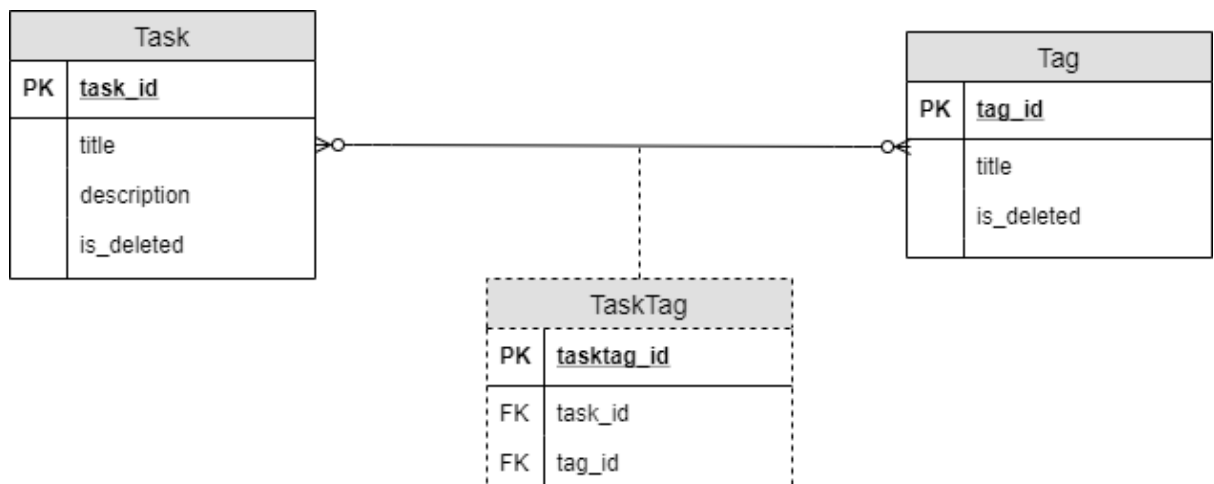 Task
PK task_id
title
description
is_deleted
Tag
PK tag_id
title
is_deleted
TaskTag
PK tasktag_id
FK task_id
FK tag_id